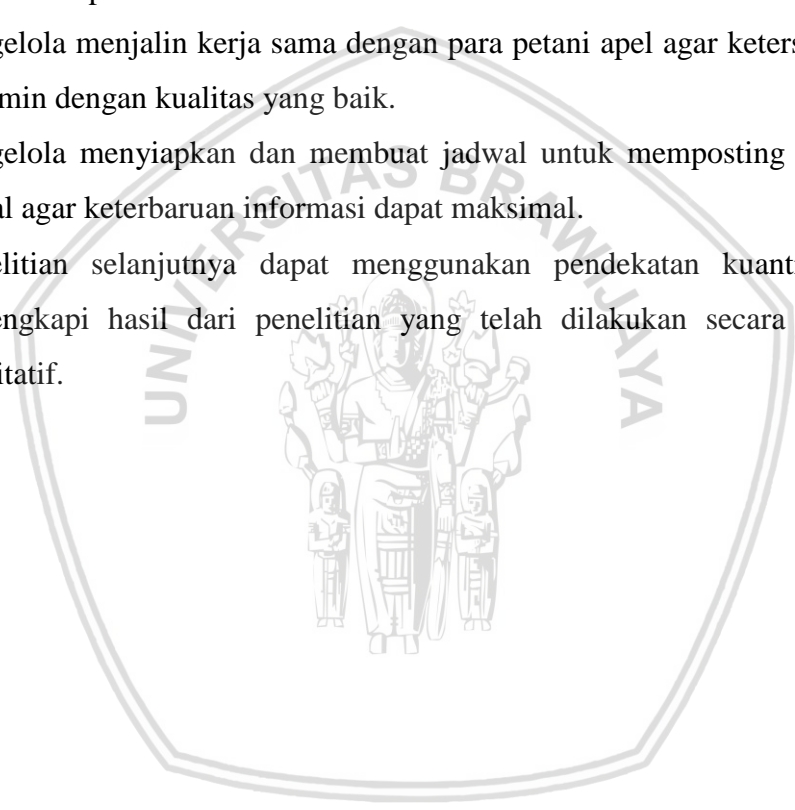 gelola menjalin kerja sama dengan para petani apel agar keters
min dengan kualitas yang baik.
gelola menyiapkan dan membuat jadwal untuk memposting
al agar keterbaruan informasi dapat maksimal.
elitian selanjutnya dapat menggunakan pendekatan kuant
engkapi hasil dari penelitian yang telah dilakukan secara
itatif.
UNIVERSITAS BRAWIJAYA